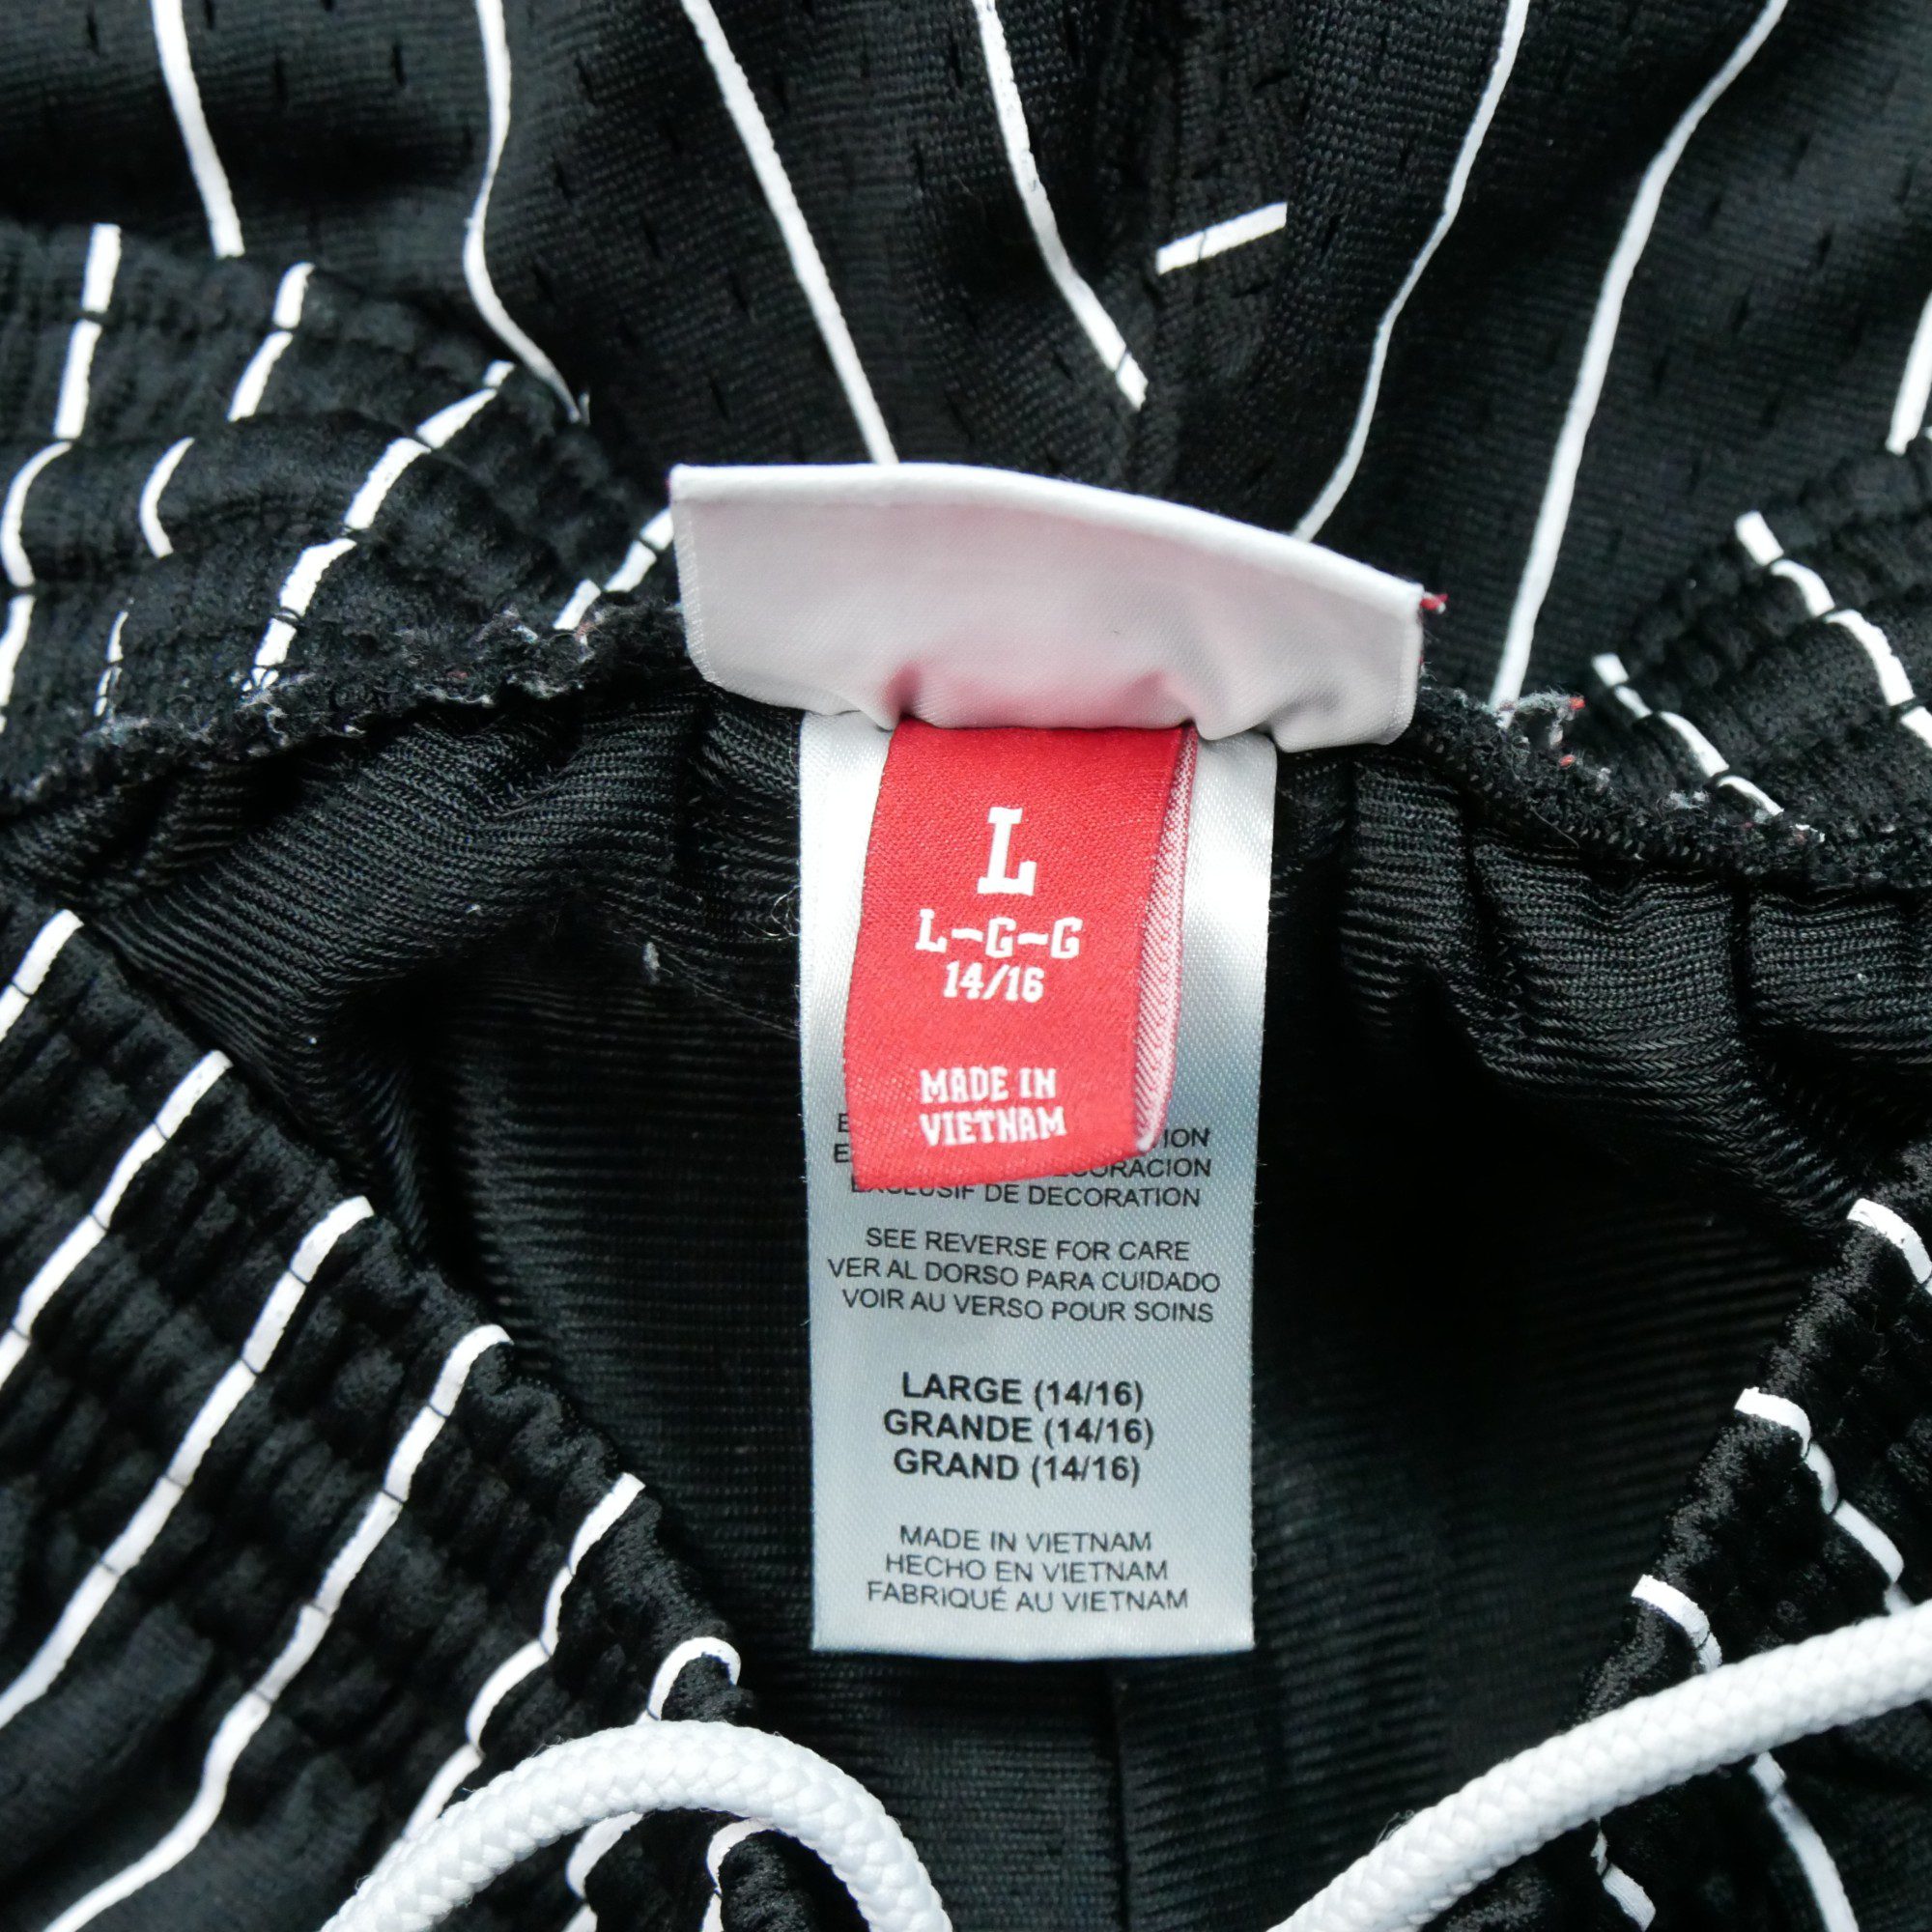 L
L-G-G
14/16
MADE IN
VIETNAM
DE DECORATION
SEE REVERSE FOR CARE
VER AL DORSO PARA CUIDADO
VOIR AU VERSO POUR SOINS
LARGE (14/16)
GRANDE (14/16)
GRAND (14/16)
MADE IN VIETNAM
HECHO EN VIETNAM
FABRIQUÉ AU VIETNAM